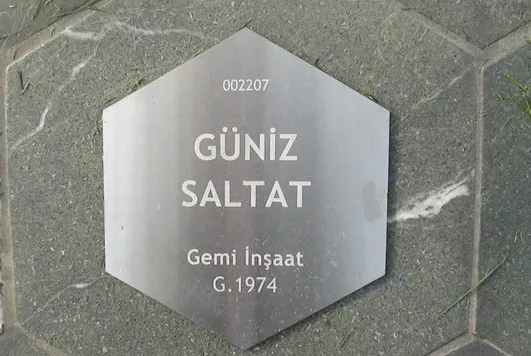 002207
GÜNİZ
SALTAT
Gemi İnşaat
G.1974